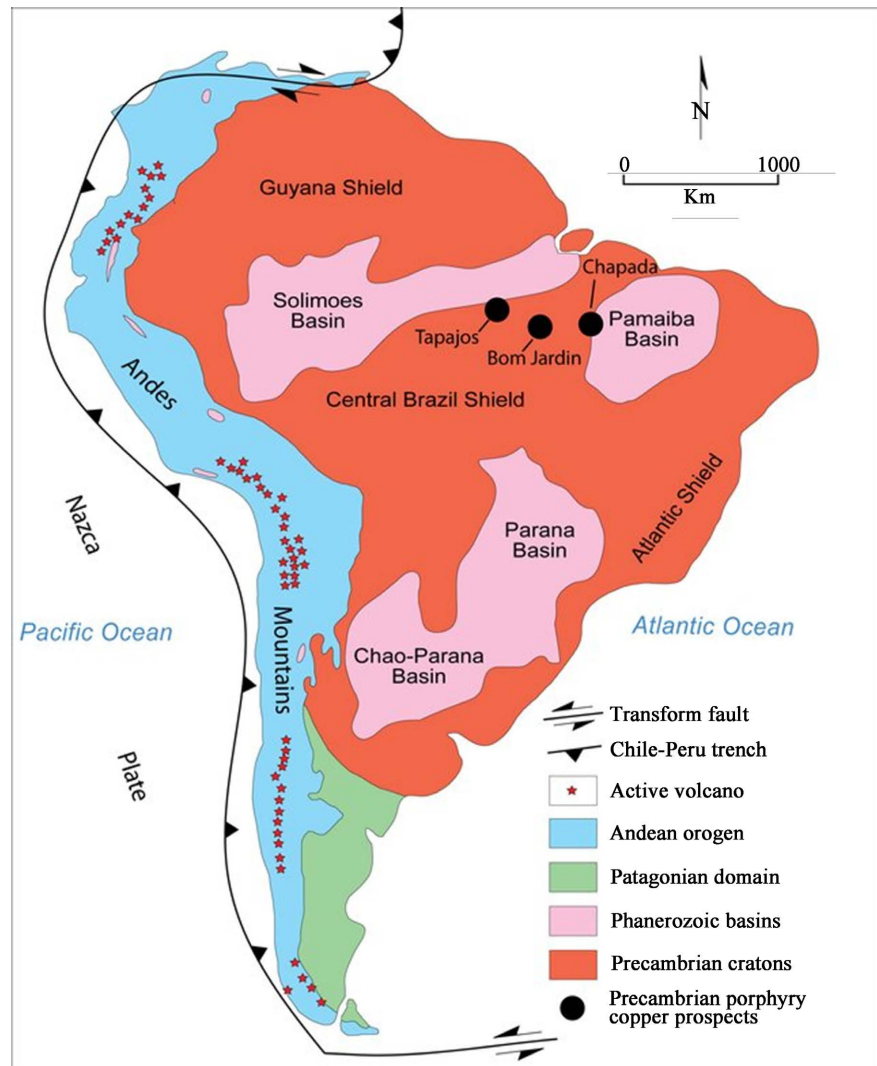 N
0 1000
Km
Guyana Shield
Chapada
Solimoes
Basin
Pamaiba
Basin
Tapajos
Bom Jardin
Andes
Central Brazil Shield
Nazca
Parana
Basin
Atlantic Shield
Pacific Ocean
Mountains
Atlantic Ocean
Chao-Parana
Basin
Plate
Transform fault
Chile-Peru trench
Active volcano
Andean orogen
Patagonian domain
Phanerozoic basins
Precambrian cratons
Precambrian porphyry
copper prospects